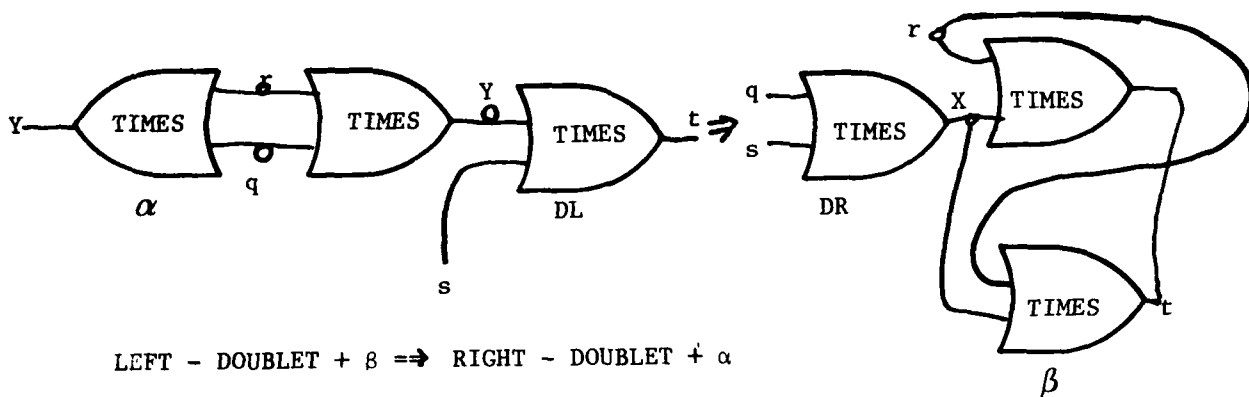 r
Y TIMES TIMES Y TIMES t ⇒ q TIMES X TIMES
r
s
q
α
DL
DR
s
TIMES t
LEFT - DOUBLET + β ⇒ RIGHT - DOUBLET + α
β